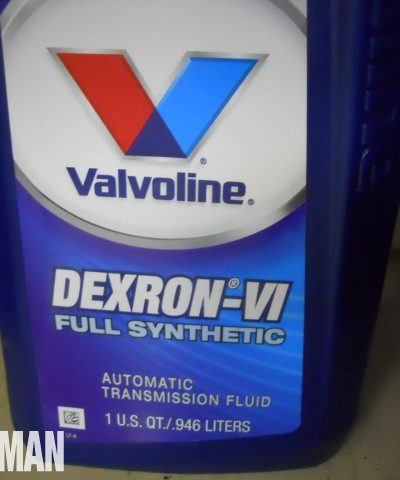 Valvoline®
DEXRON®-VI
FULL SYNTHETIC
AUTOMATIC
TRANSMISSION FLUID
1 U.S. QT./.946 LITERS
MAN